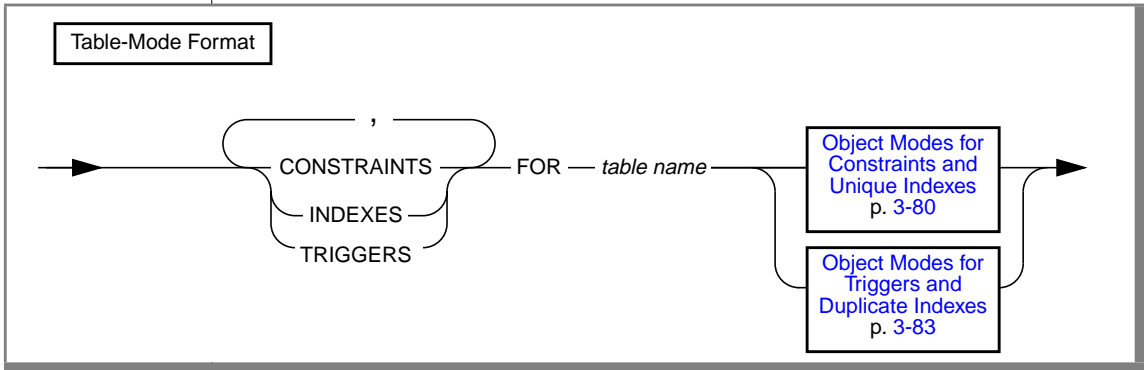 Table-Mode Format
,
CONSTRAINTS
INDEXES
TRIGGERS
FOR
table name
Object Modes for
Constraints and
Unique Indexes
p. 3-80
Object Modes for
Triggers and
Duplicate Indexes
p. 3-83